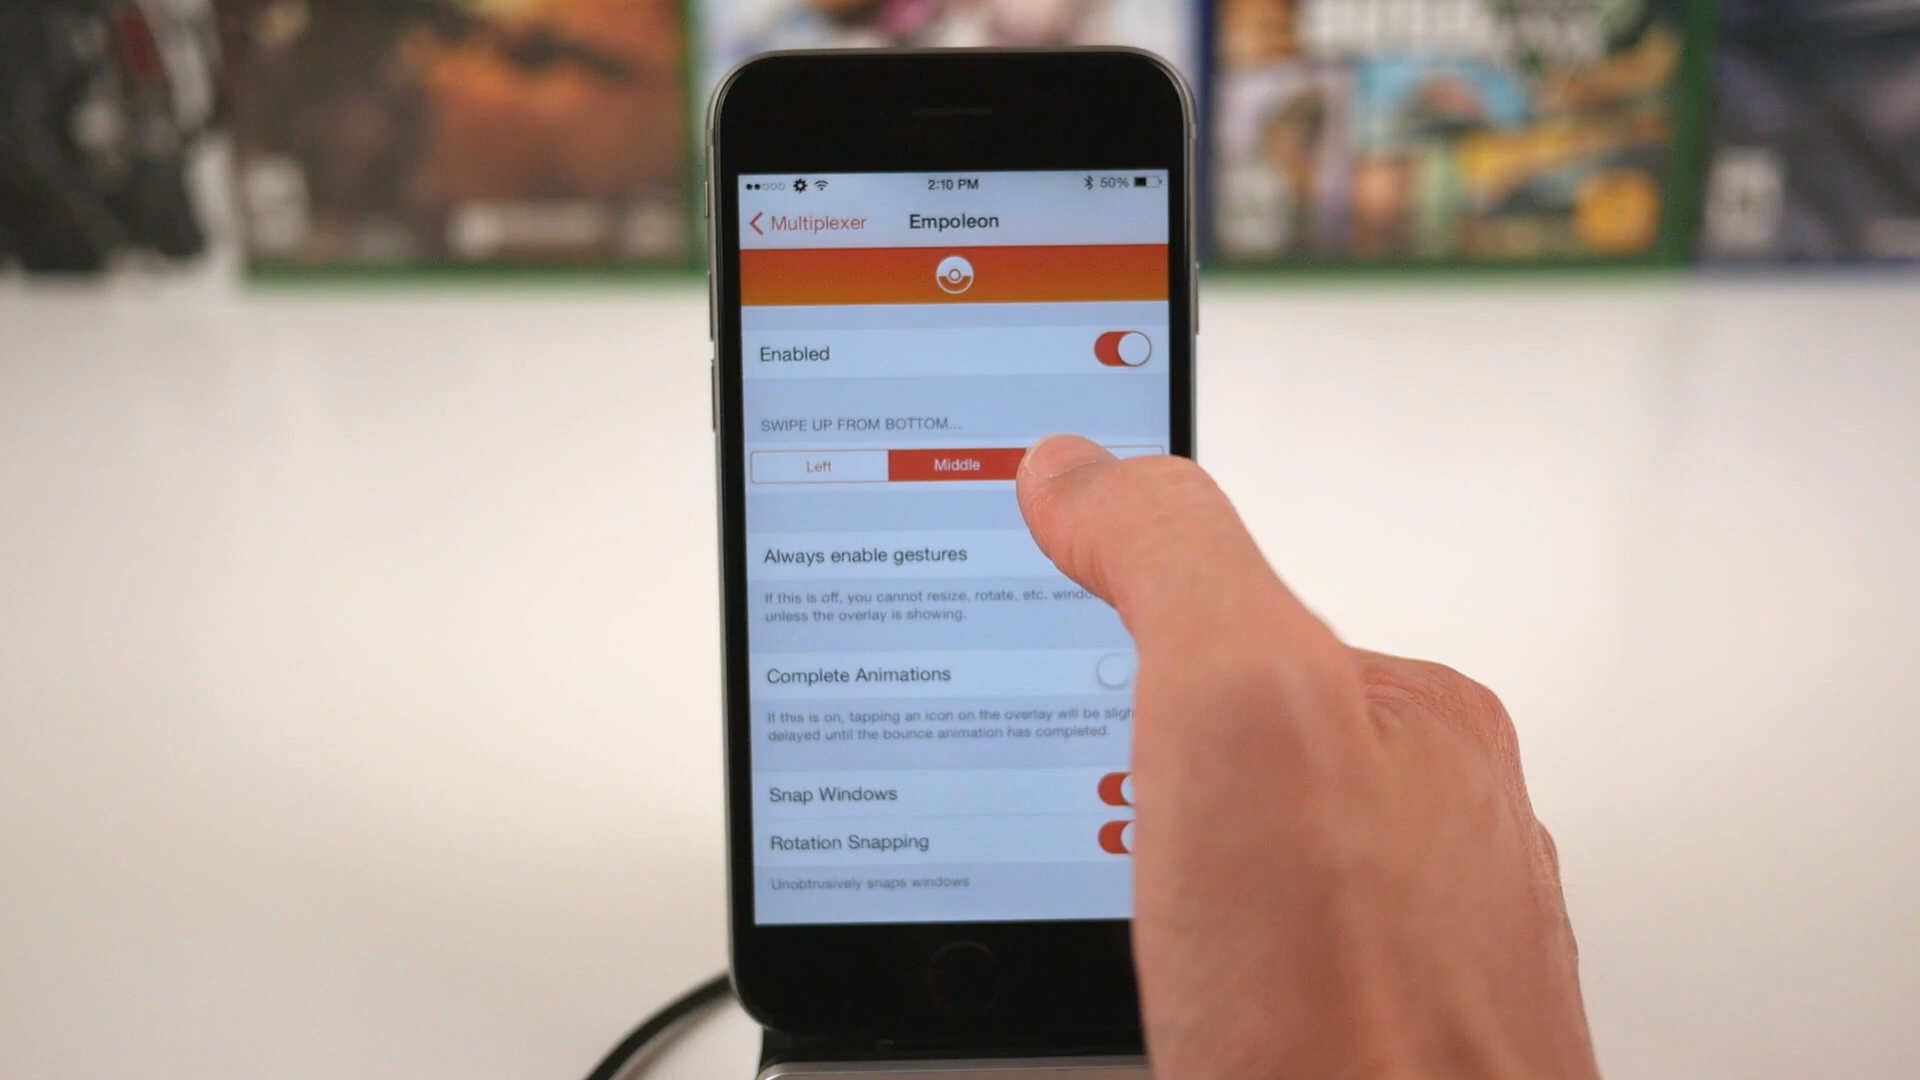 2:10 PM
50%
Multiplexer
Empoleon
Enabled
SWIPE UP FROM BOTTOM...
Left
Middle
Always enable gestures
If this is off, you cannot resize, rotate, etc.
unless the overlay is showing.
Complete Animations
If this is on, tapping an icon on the overlay will be
delayed until the bounce animation has completed.
Snap Windows
Rotation Snapping
Unobtrusively snaps windows